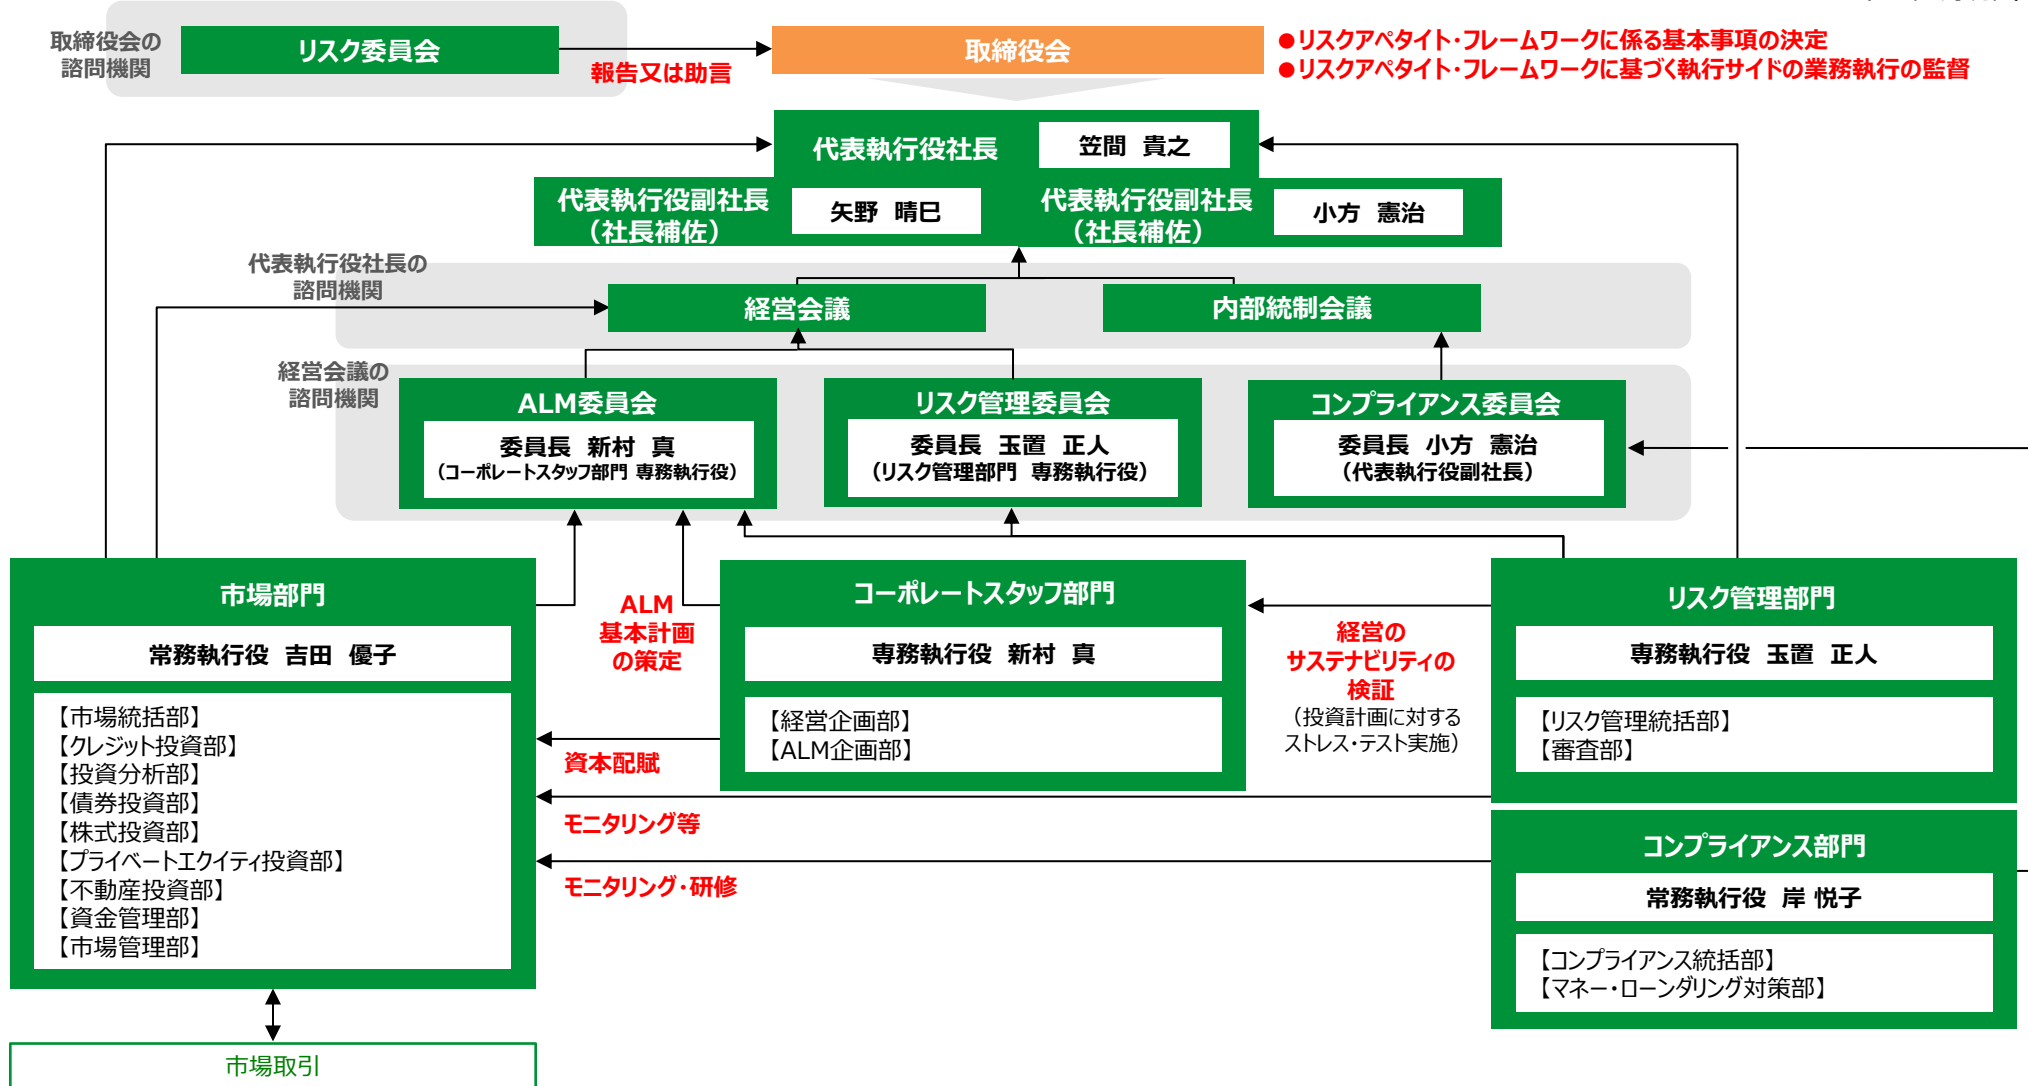 取締役会の
諮問機関
リスク委員会
報告又は助言
取締役会
●リスクアペタイト・フレームワークに係る基本事項の決定
●リスクアペタイト・フレームワークに基づく執行サイドの業務執行の監督
代表執行役社長
笠間 貴之
代表執行役副社長
（社長補佐）
矢野 晴巳
代表執行役副社長
（社長補佐）
小方 憲治
代表執行役社長の
諮問機関
経営会議
内部統制会議
経営会議の
諮問機関
ALM委員会
委員長 新村 真
（コーポレートスタッフ部門 専務執行役）
リスク管理委員会
委員長 玉置 正人
（リスク管理部門 専務執行役）
コンプライアンス委員会
委員長 小方 憲治
（代表執行役副社長）
市場部門
常務執行役 吉田 優子
【市場統括部】
【クレジット投資部】
【投資分析部】
【債券投資部】
【株式投資部】
【プライベートエクイティ投資部】
【不動産投資部】
【資金管理部】
【市場管理部】
ALM
基本計画
の策定
資本配賦
モニタリング等
モニタリング・研修
コーポレートスタッフ部門
専務執行役 新村 真
【経営企画部】
【ALM企画部】
経営の
サステナビリティの
検証
（投資計画に対する
ストレス・テスト実施）
リスク管理部門
専務執行役 玉置 正人
【リスク管理統括部】
【審査部】
コンプライアンス部門
常務執行役 岸 悦子
【コンプライアンス統括部】
【マネー・ローンダリング対策部】
市場取引